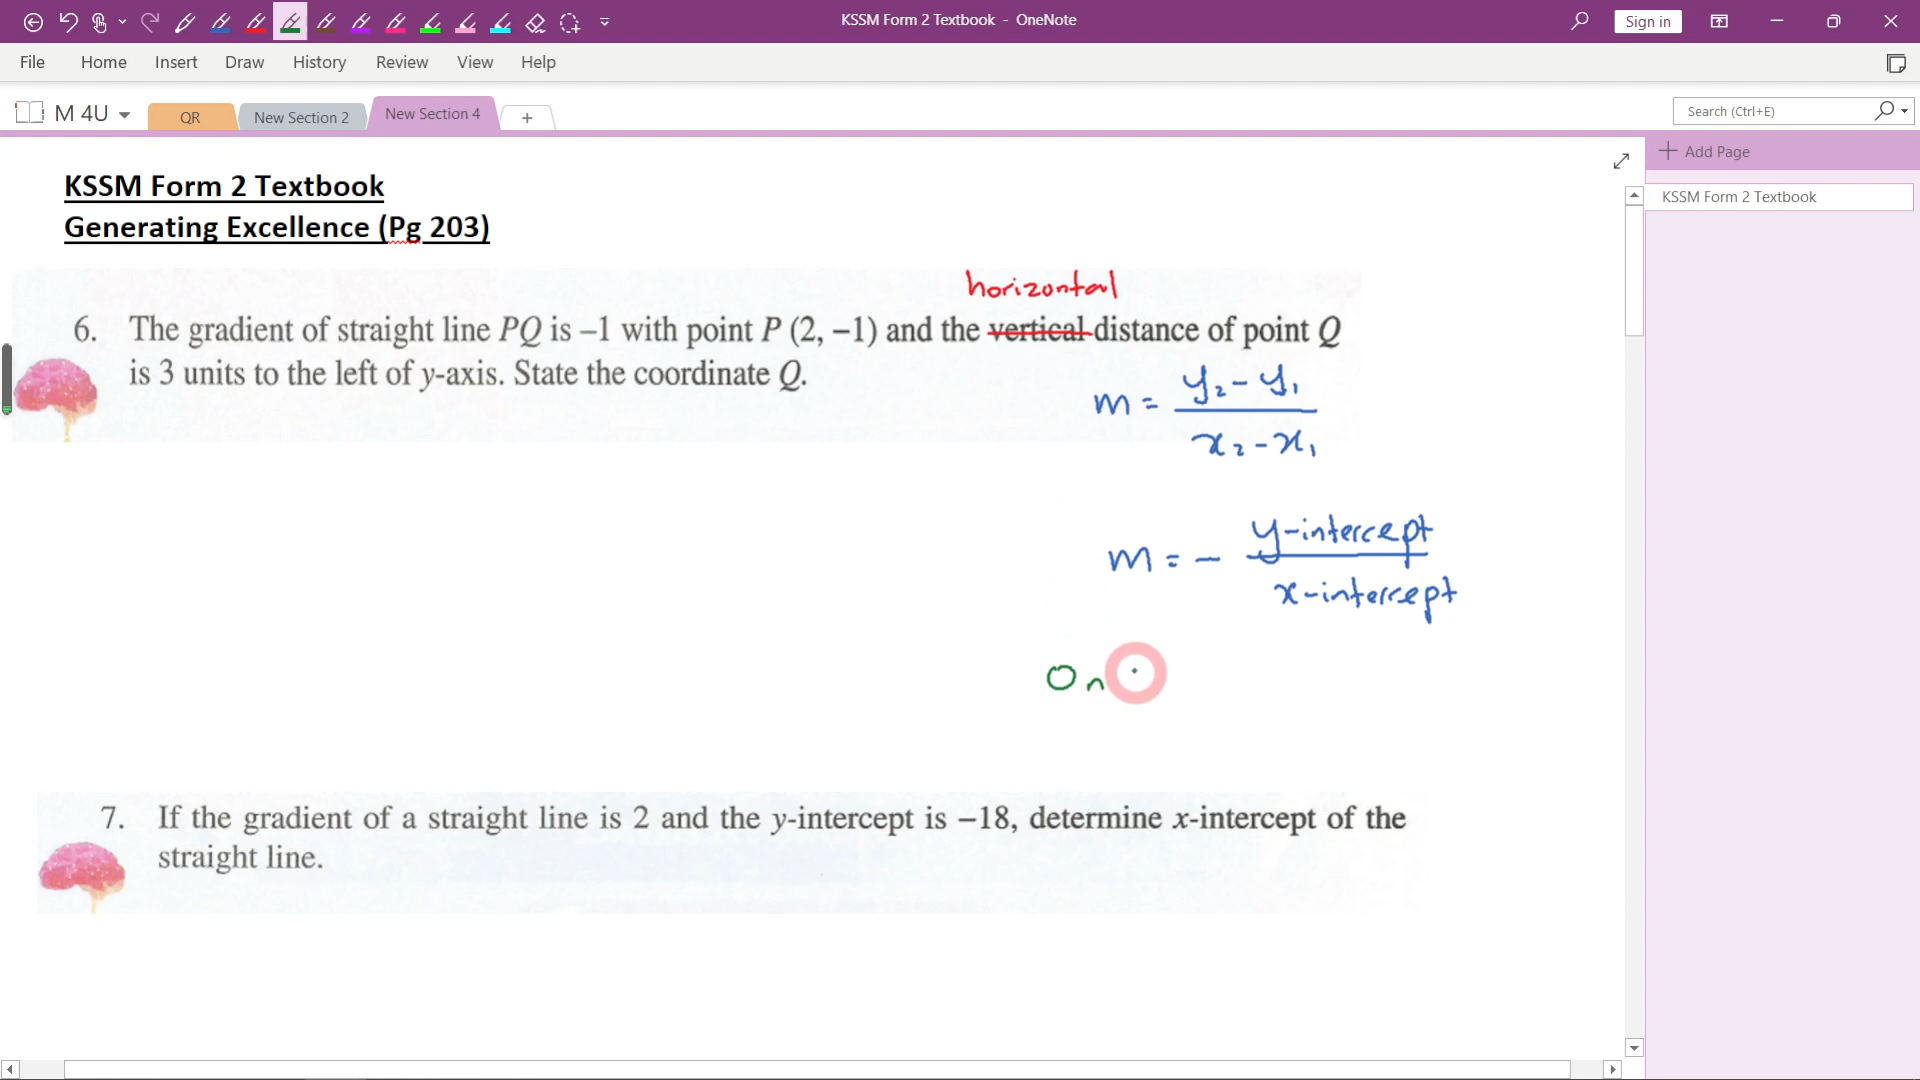 KSSM Form 2 Textbook - OneNote
Sign in
File Home Insert Draw History Review View Help
M 4U
QR
New Section 2
New Section 4
+
Search (Ctrl+E)
Add Page
KSSM Form 2 Textbook
KSSM Form 2 Textbook
Generating Excellence (Pg 203)
horizontal
6. The gradient of straight line PQ is –1 with point P (2, –1) and the vertical distance of point Q
is 3 units to the left of y-axis. State the coordinate Q.
m = y₂ - y₁
x₂ - x₁
m = - y-intercept
x-intercept
On
7. If the gradient of a straight line is 2 and the y-intercept is –18, determine x-intercept of the
straight line.